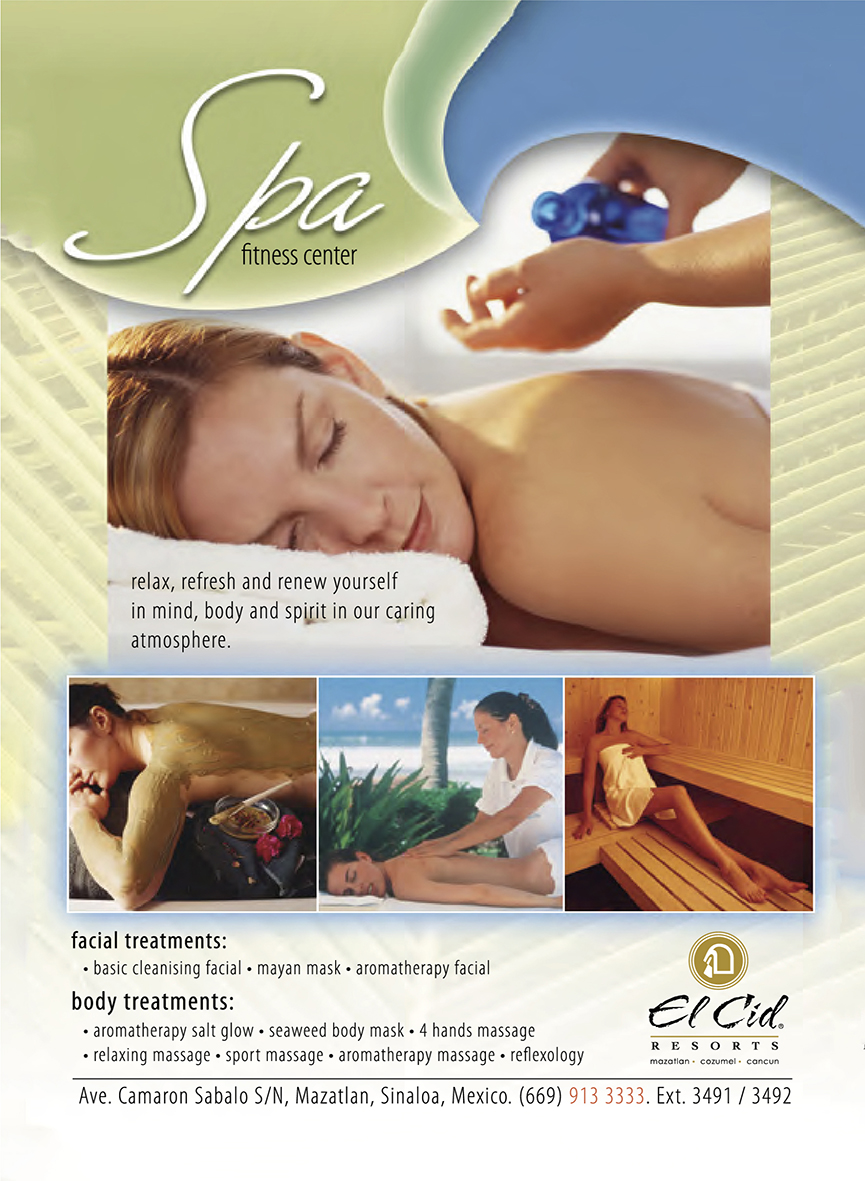 Spa
fitness center
relax, refresh and renew yourself
in mind, body and spirit in our caring
atmosphere.
facial treatments:
• basic cleanising facial • mayan mask • aromatherapy facial
body treatments:
• aromatherapy salt glow • seaweed body mask • 4 hands massage
• relaxing massage • sport massage • aromatherapy massage • reflexology
El Cid®
RESORTS
mazatlan • cozumel • cancun
Ave. Camaron Sabalo S/N, Mazatlan, Sinaloa, Mexico. (669) 913 3333. Ext. 3491 / 3492